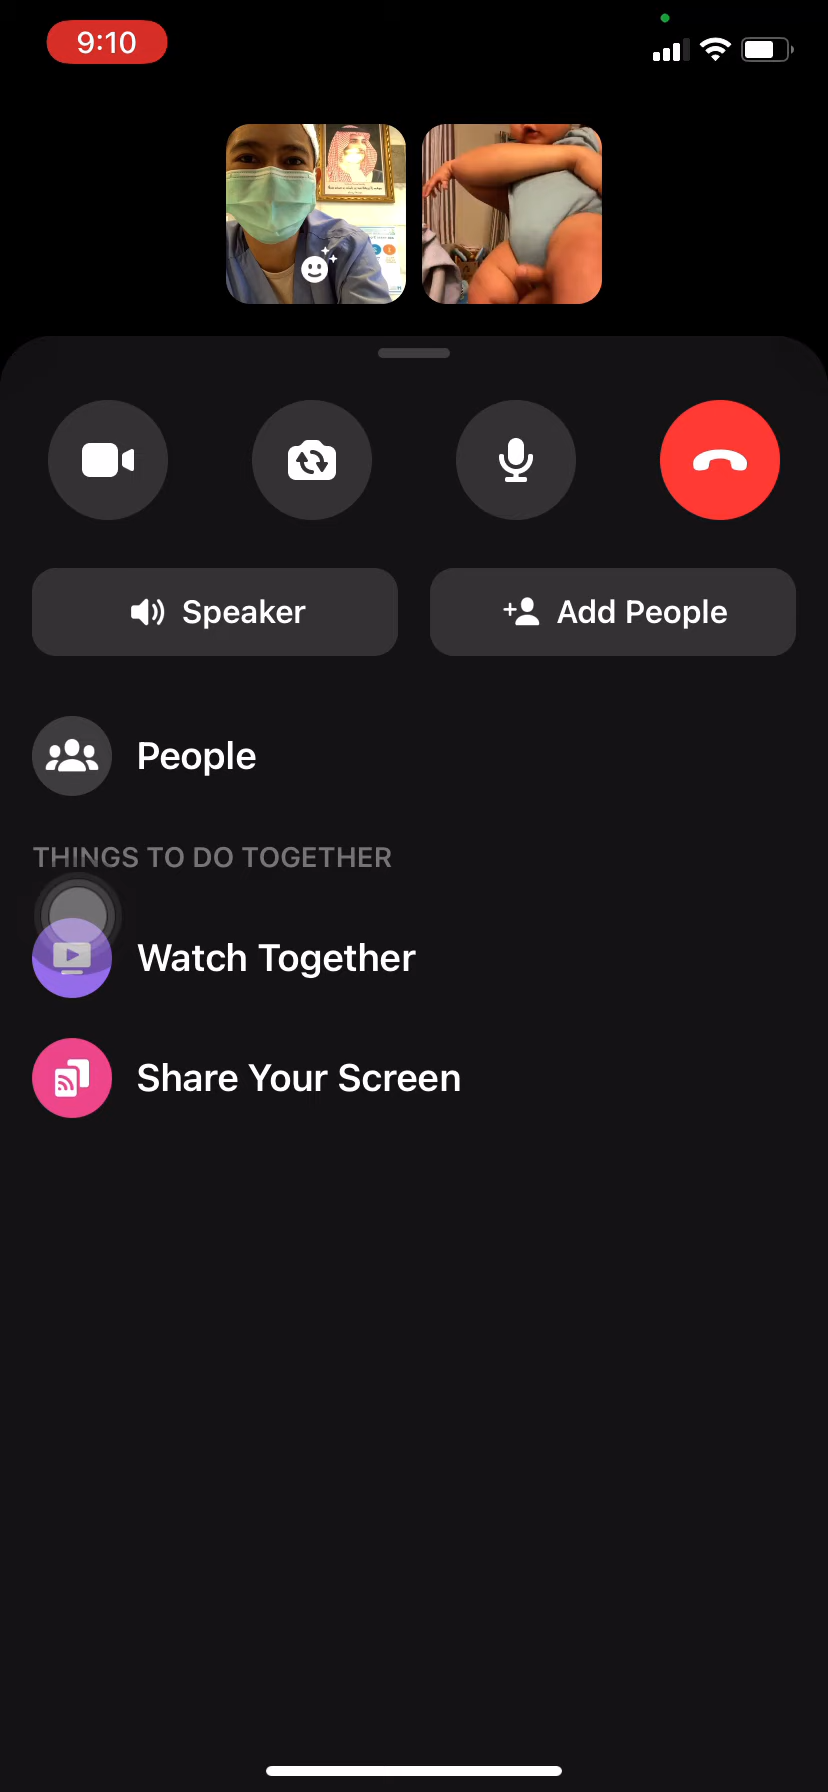 9:10
Speaker
Add People
People
THINGS TO DO TOGETHER
Watch Together
Share Your Screen